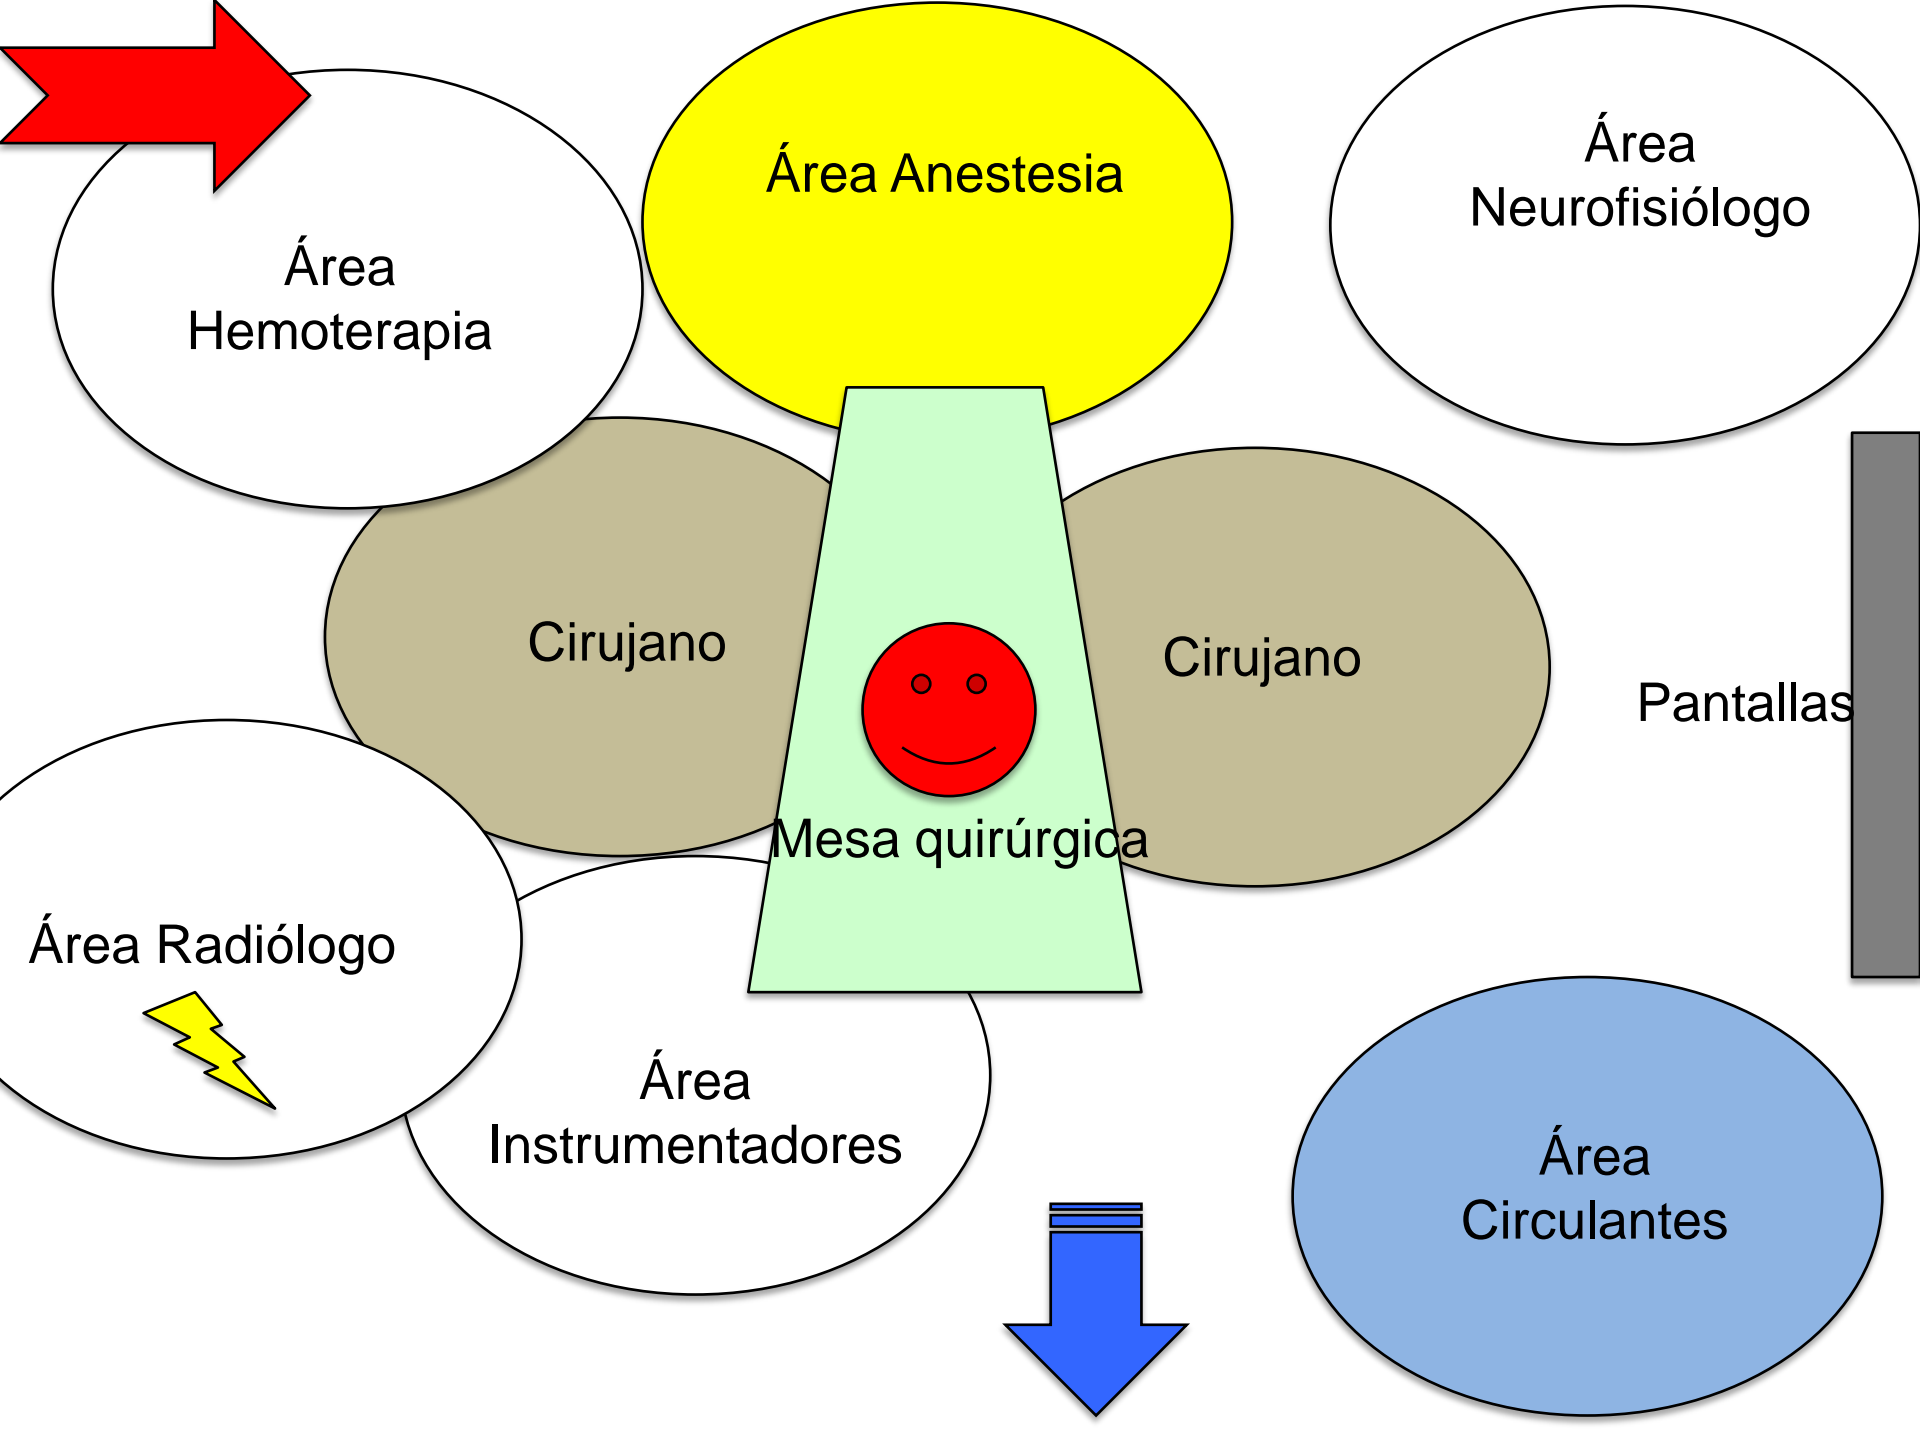 Área Anestesia
Área
Neurofisiólogo
Área
Hemoterapia
Cirujano
Cirujano
Pantallas
Mesa quirúrgica
Área Radiólogo
Área
Instrumentadores
Área
Circulantes